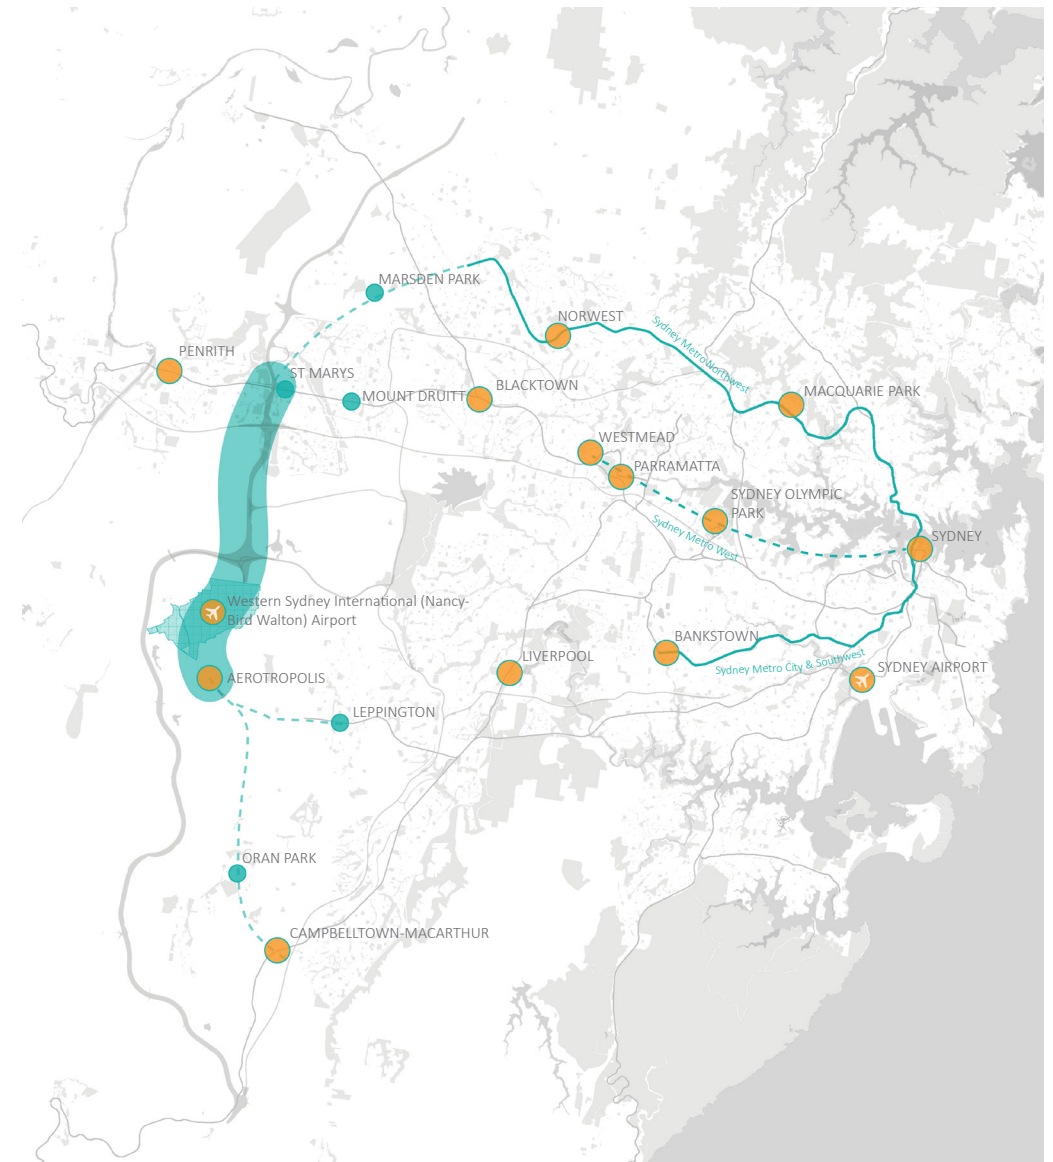 MARSDEN PARK
NORWEST
Sydney MetroNorthwest
PENRITH
ST MARYS
MOUNT DRUITT
BLACKTOWN
MACQUARIE PARK
WESTMEAD
PARRAMATTA
SYDNEY OLYMPIC
PARK
Sydney Metro West
SYDNEY
Western Sydney International (Nancy-
Bird Walton) Airport
BANKSTOWN
LIVERPOOL
Sydney Metro City & Southwest
SYDNEY AIRPORT
AEROTROPOLIS
LEPPINGTON
ORAN PARK
CAMPBELLTOWN-MACARTHUR